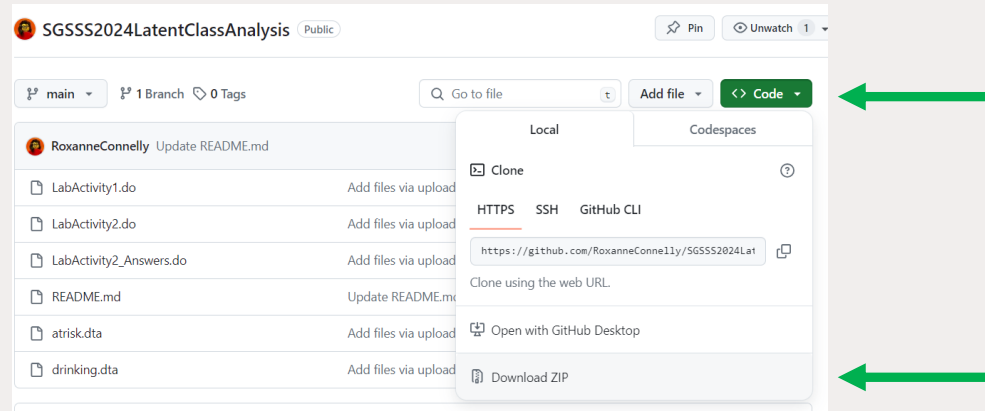 SGSSS2024LatentClassAnalysis Public Pin Unwatch 1
main 1 Branch 0 Tags Go to file t Add file Code
Local Codespaces
RoxanneConnelly Update README.md
Clone
LabActivity1.do Add files via upload
HTTPS SSH GitHub CLI
LabActivity2.do Add files via upload
https://github.com/RoxanneConnelly/SGSSS2024Lat
LabActivity2_Answers.do Add files via upload
Clone using the web URL.
README.md Update README.m
atrisk.dta Add files via upload
Open with GitHub Desktop
drinking.dta Add files via upload
Download ZIP